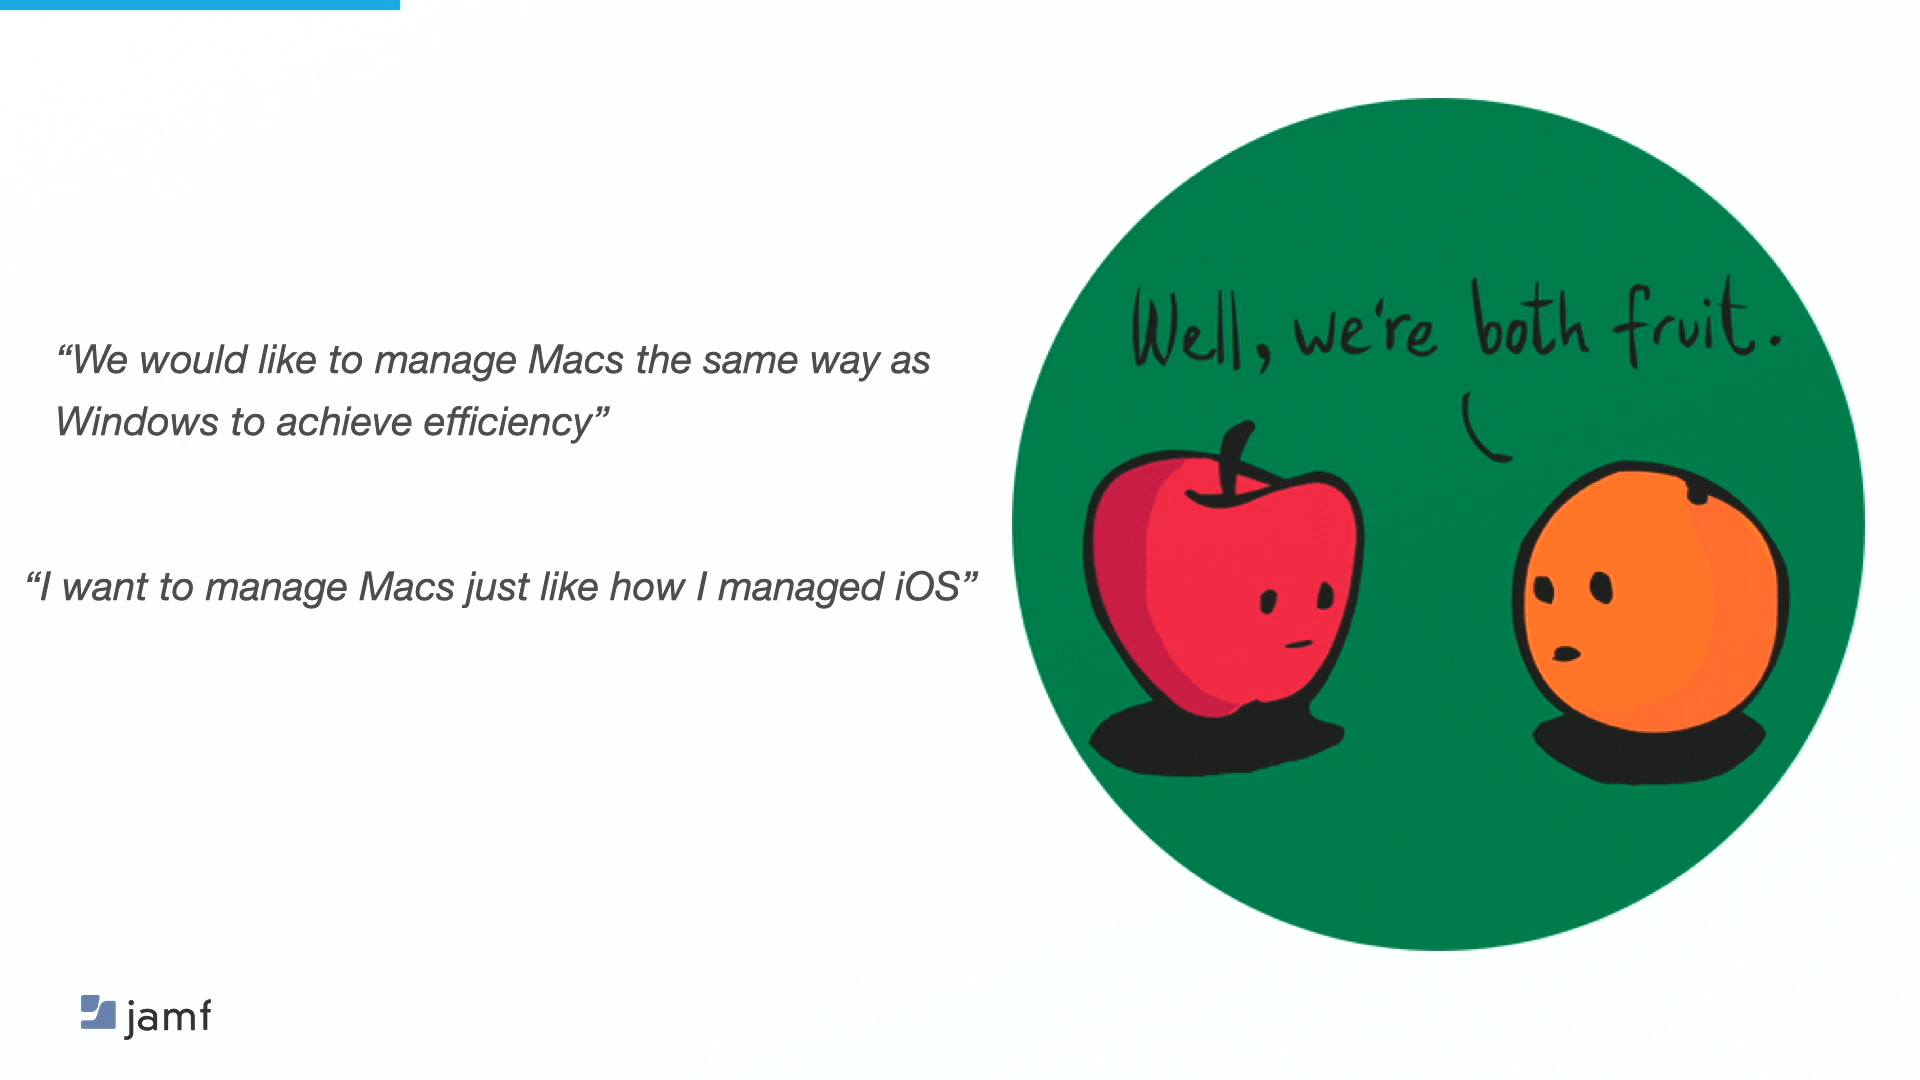 “We would like to manage Macs the same way as
Windows to achieve efficiency”
“I want to manage Macs just like how I managed iOS”
Well, we're both fruit.
jamf